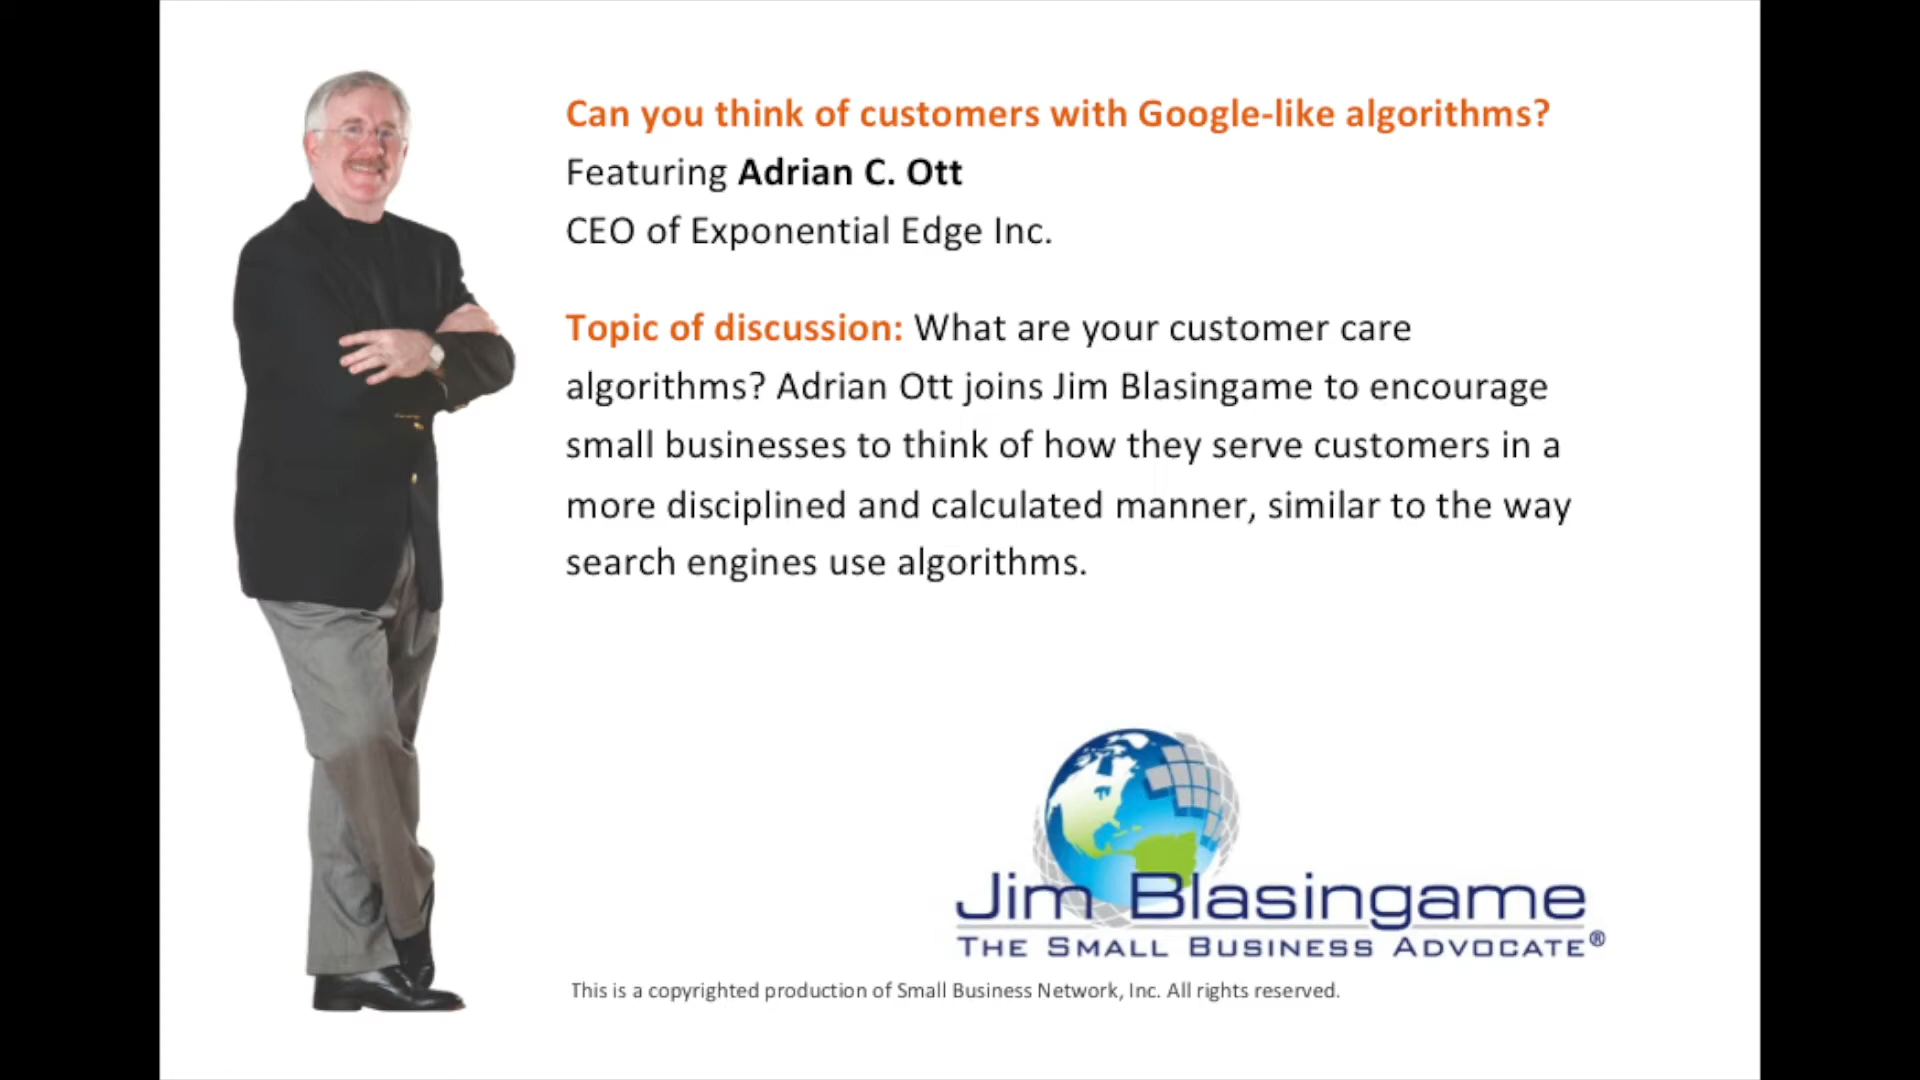 Can you think of customers with Google-like algorithms?
Featuring Adrian C. Ott
CEO of Exponential Edge Inc.
Topic of discussion: What are your customer care
algorithms? Adrian Ott joins Jim Blasingame to encourage
small businesses to think of how they serve customers in a
more disciplined and calculated manner, similar to the way
search engines use algorithms.
Jim Blasingame
THE SMALL BUSINESS ADVOCATE®
This is a copyrighted production of Small Business Network, Inc. All rights reserved.